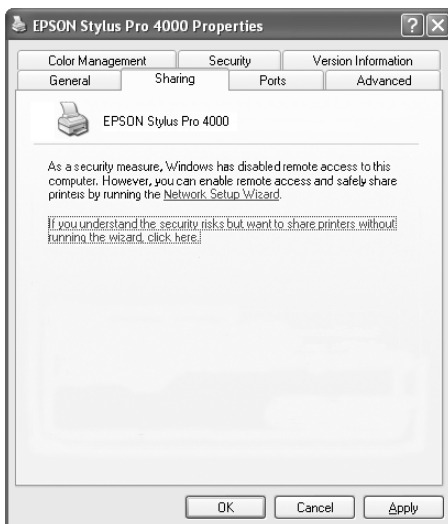 EPSON Stylus Pro 4000 Properties
Color Management Security Version Information
General Sharing Ports Advanced
EPSON Stylus Pro 4000
As a security measure, Windows has disabled remote access to this
computer. However, you can enable remote access and safely share
printers by running the Network Setup Wizard.
If you understand the security risks but want to share printers without
running the wizard, click here.
OK Cancel Apply